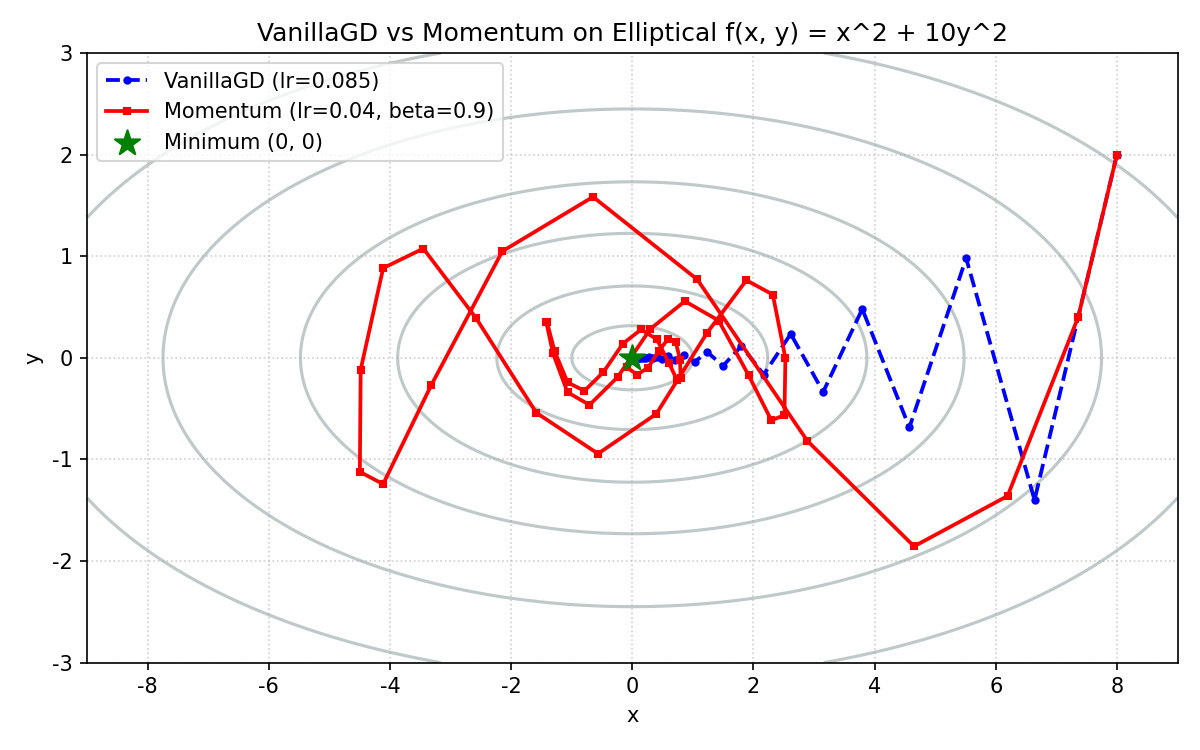 VanillaGD vs Momentum on Elliptical f(x, y) = x^2 + 10y^2
VanillaGD (lr=0.085)
Momentum (lr=0.04, beta=0.9)
Minimum (0, 0)
3
2
1
0
-1
-2
-3
y
-8 -6 -4 -2 0 2 4 6 8
x